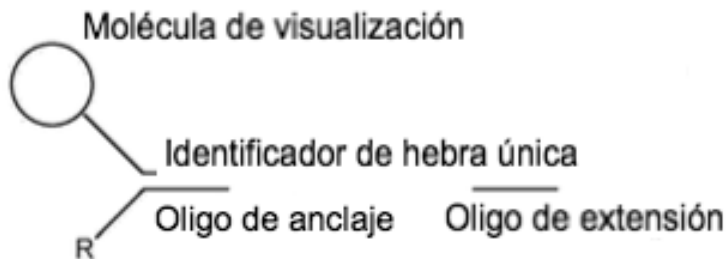 Molécula de visualización
Identificador de hebra única
Oligo de anclaje Oligo de extensión
R